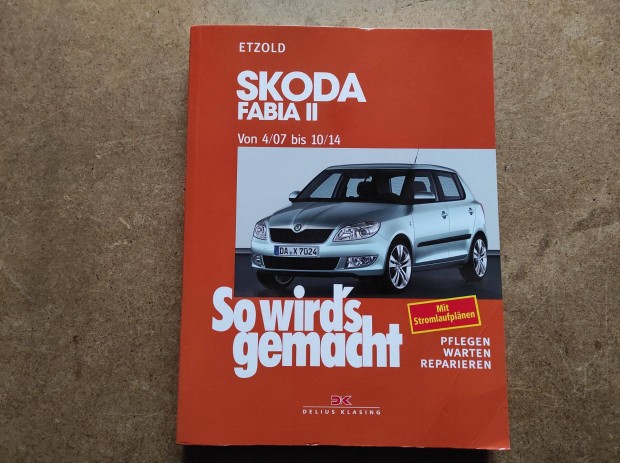 ETZOLD
SKODA
FABIA II
Von 4/07 bis 10/14
DA·X 7024
So wird's
gemacht
Mit
Stromlaufplänen
PFLEGEN
WARTEN
REPARIEREN
DK
DELIUS KLASING